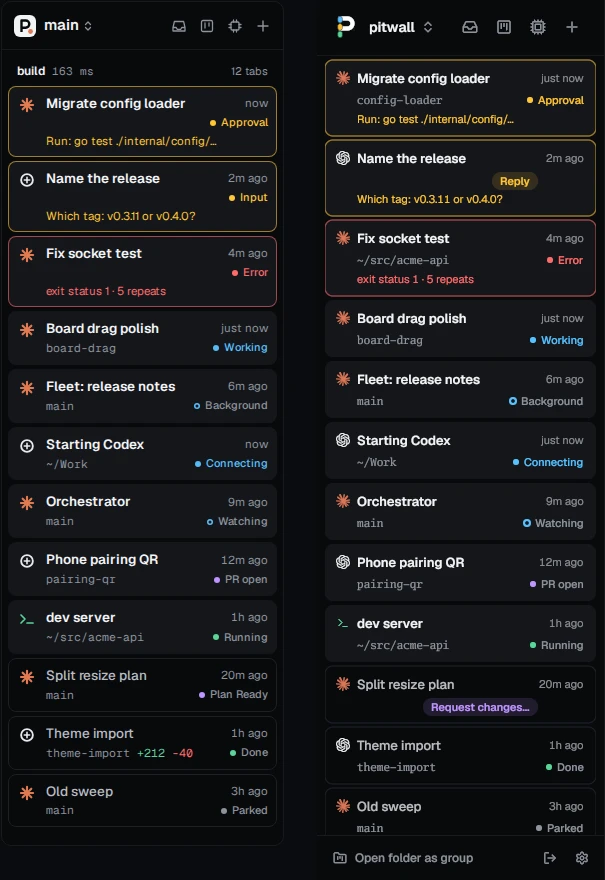 main
build 163 ms 12 tabs
Migrate config loader now
Approval
Run: go test ./internal/config/…
Name the release 2m ago
Input
Which tag: v0.3.11 or v0.4.0?
Fix socket test 4m ago
Error
exit status 1 · 5 repeats
Board drag polish just now
board-drag Working
Fleet: release notes 6m ago
main Background
Starting Codex now
~/Work Connecting
Orchestrator 9m ago
main Watching
Phone pairing QR 12m ago
pairing-qr PR open
dev server 1h ago
~/src/acme-api Running
Split resize plan 20m ago
main Plan Ready
Theme import 1h ago
theme-import +212 -40 Done
Old sweep 3h ago
main Parked
pitwall
Migrate config loader just now
config-loader Approval
Run: go test ./internal/config/…
Name the release 2m ago
Reply
Which tag: v0.3.11 or v0.4.0?
Fix socket test 4m ago
~/src/acme-api Error
exit status 1 · 5 repeats
Board drag polish just now
board-drag Working
Fleet: release notes 6m ago
main Background
Starting Codex just now
~/Work Connecting
Orchestrator 9m ago
main Watching
Phone pairing QR 12m ago
pairing-qr PR open
dev server 1h ago
~/src/acme-api Running
Split resize plan 20m ago
Request changes…
Theme import 1h ago
theme-import Done
Old sweep 3h ago
main Parked
Open folder as group